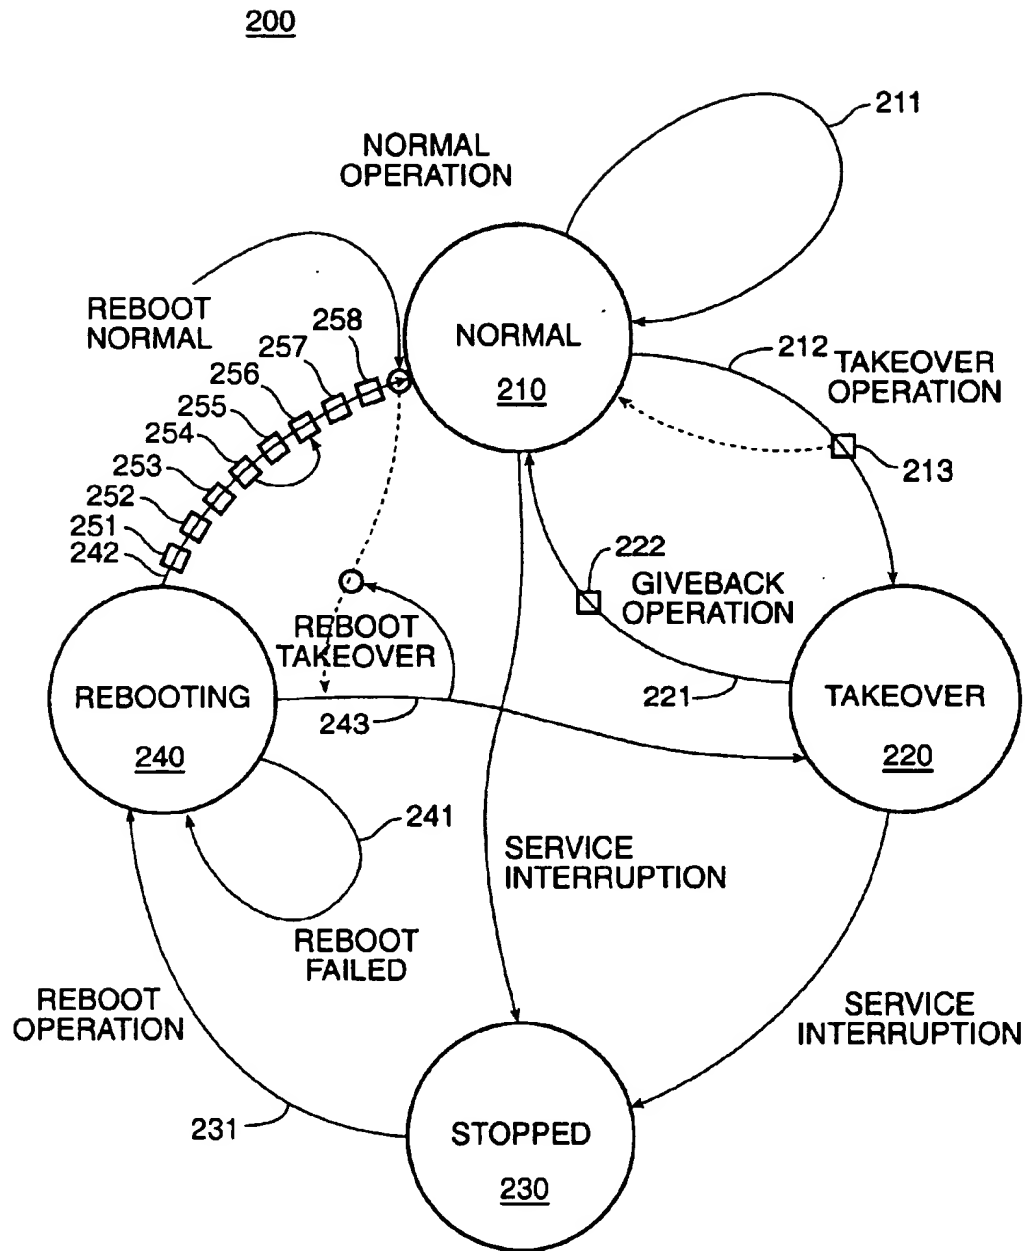 200
211
NORMAL
OPERATION
REBOOT
NORMAL
258
257
256
255
254
253
252
251
242
NORMAL
210
212
TAKEOVER
OPERATION
213
222
GIVEBACK
OPERATION
221
REBOOT
TAKEOVER
243
REBOOTING
240
TAKEOVER
220
241
SERVICE
INTERRUPTION
REBOOT
FAILED
REBOOT
OPERATION
SERVICE
INTERRUPTION
231
STOPPED
230